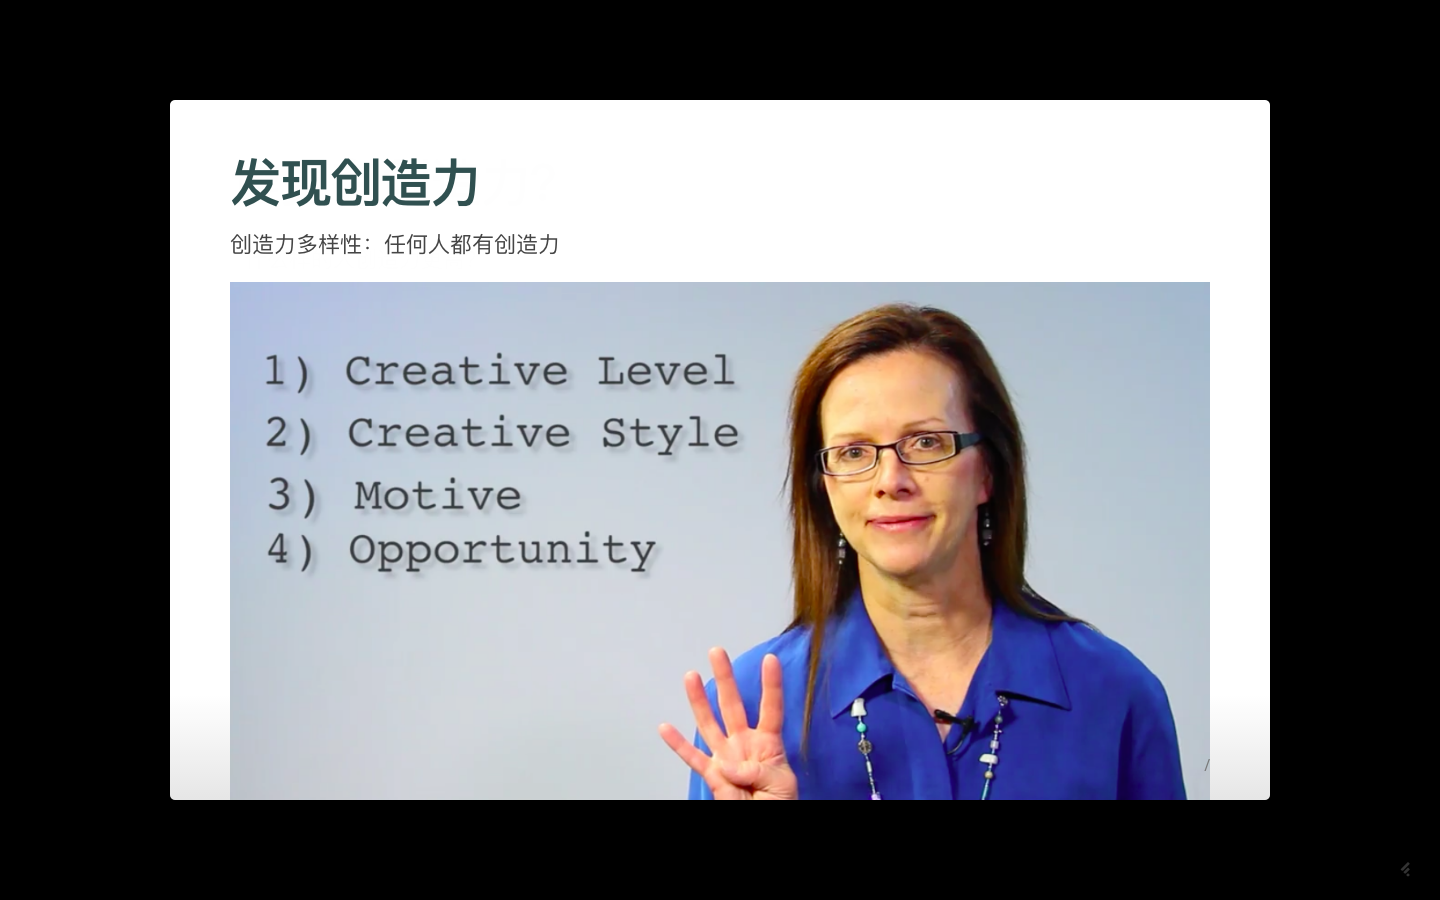 发现创造力
创造力多样性：任何人都有创造力
1) Creative Level
2) Creative Style
3) Motive
4) Opportunity
/